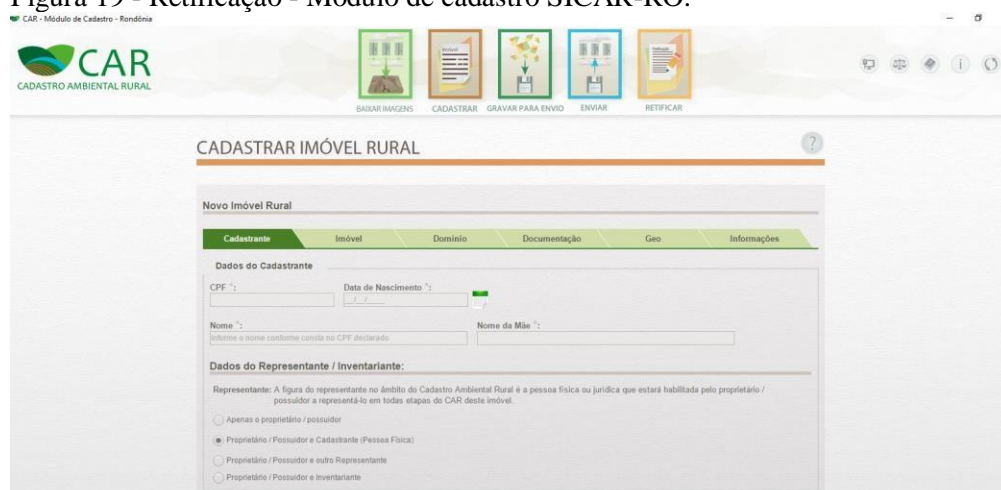 Figura 19 - Retificação - Módulo de cadastro SICAR-RO.
CAR - Módulo de Cadastro - Rondônia
CAR
CADASTRO AMBIENTAL RURAL
BAIXAR IMAGENS
CADASTRAR
GRAVAR PARA ENVIO
ENVIAR
RETIFICAR
CADASTRAR IMÓVEL RURAL
?
Novo Imóvel Rural
Cadastrante
Imóvel
Domínio
Documentação
Geo
Informações
Dados do Cadastrante
CPF *:
Data de Nascimento *:
__/__/____
Nome *:
Nome da Mãe *:
Informe o nome conforme consta no CPF declarado
Dados do Representante / Inventariante:
Representante: A figura do representante no âmbito do Cadastro Ambiental Rural é a pessoa física ou jurídica que estará habilitada pelo proprietário /
possuidor a representá-lo em todas etapas do CAR deste imóvel.
Apenas o proprietário / possuidor
Proprietário / Possuidor e Cadastrante (Pessoa Física)
Proprietário / Possuidor e outro Representante
Proprietário / Possuidor e Inventariante